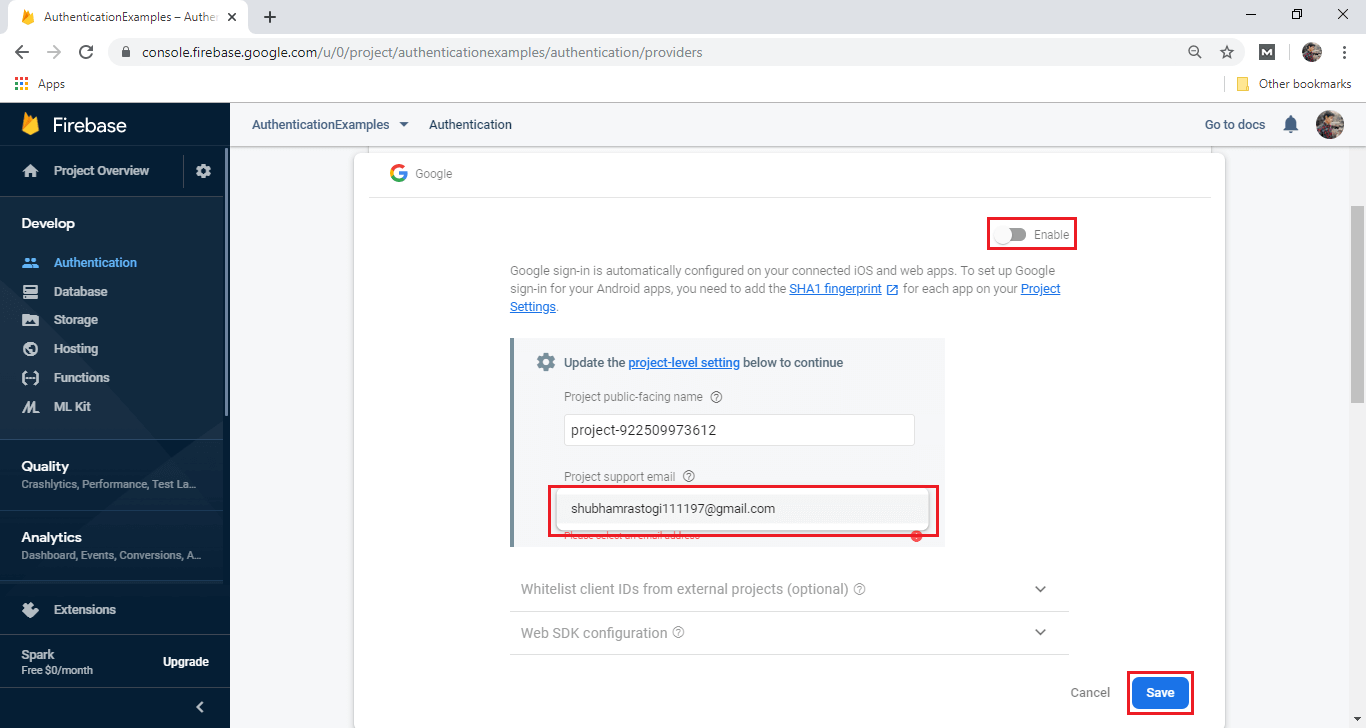 AuthenticationExamples – Auther
console.firebase.google.com/u/0/project/authenticationexamples/authentication/providers
Apps
Other bookmarks
Firebase
AuthenticationExamples
Authentication
Go to docs
Project Overview
Develop
Authentication
Database
Storage
Hosting
Functions
ML Kit
Quality
Crashlytics, Performance, Test La...
Analytics
Dashboard, Events, Conversions, A...
Extensions
Spark
Free $0/month
Upgrade
Google
Enable
Google sign-in is automatically configured on your connected iOS and web apps. To set up Google
sign-in for your Android apps, you need to add the SHA1 fingerprint for each app on your Project
Settings.
Update the project-level setting below to continue
Project public-facing name
project-922509973612
Project support email
shubhamrastogi111197@gmail.com
Please select an email address
Whitelist client IDs from external projects (optional)
Web SDK configuration
Cancel
Save